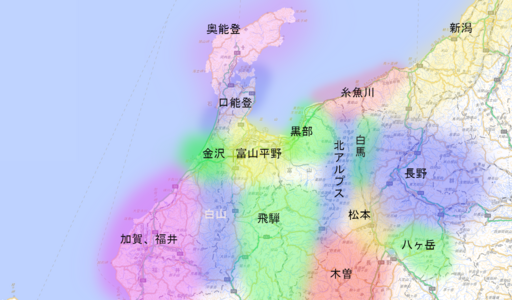 奥能登
新潟
糸魚川
口能登
黒部
金沢
富山平野
北アルプス
白馬
長野
白山
飛騨
松本
加賀、福井
八ヶ岳
木曽